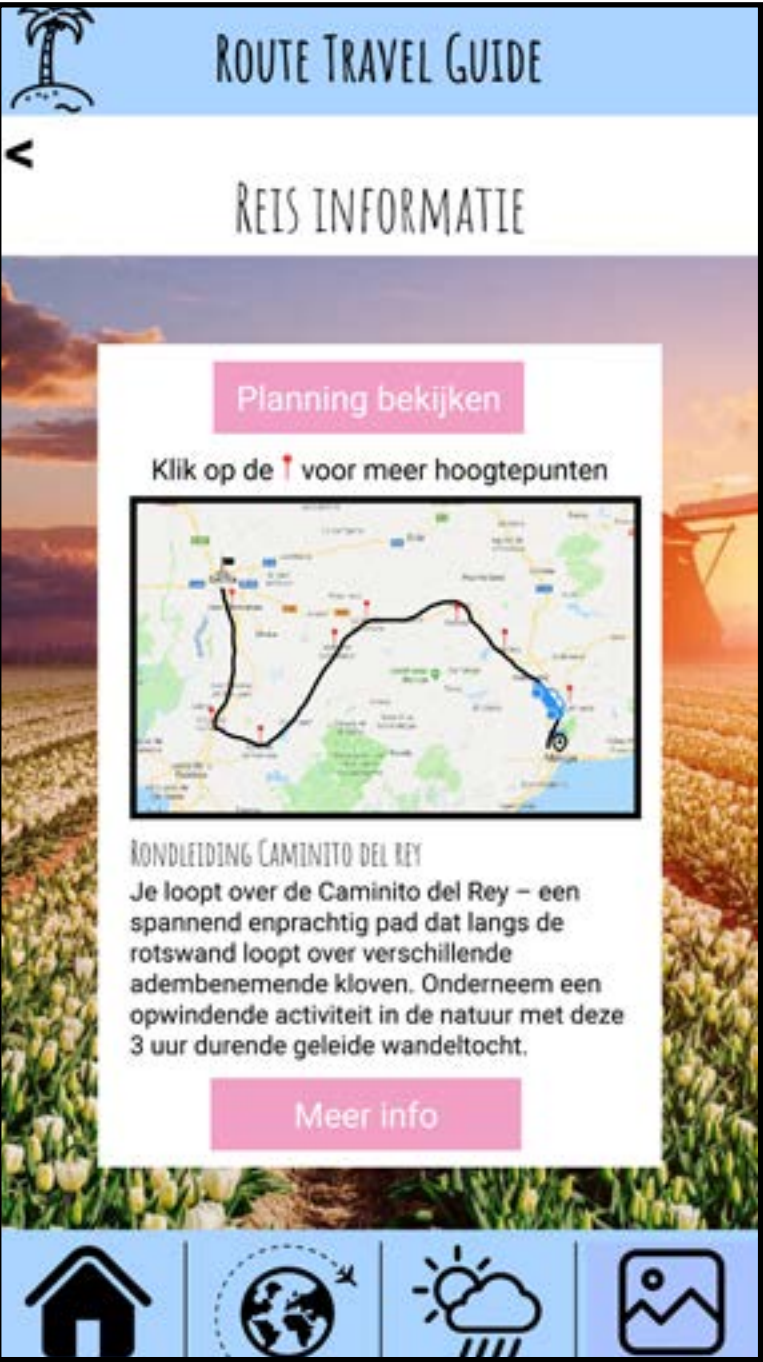 Route Travel Guide
<
Reis informatie
Planning bekijken
Klik op de voor meer hoogtepunten
Rondleiding Caminito del rey
Je loopt over de Caminito del Rey – een
spannend enprachtig pad dat langs de
rotswand loopt over verschillende
adembenemende kloven. Onderneem een
opwindende activiteit in de natuur met deze
3 uur durende geleide wandeltocht.
Meer info